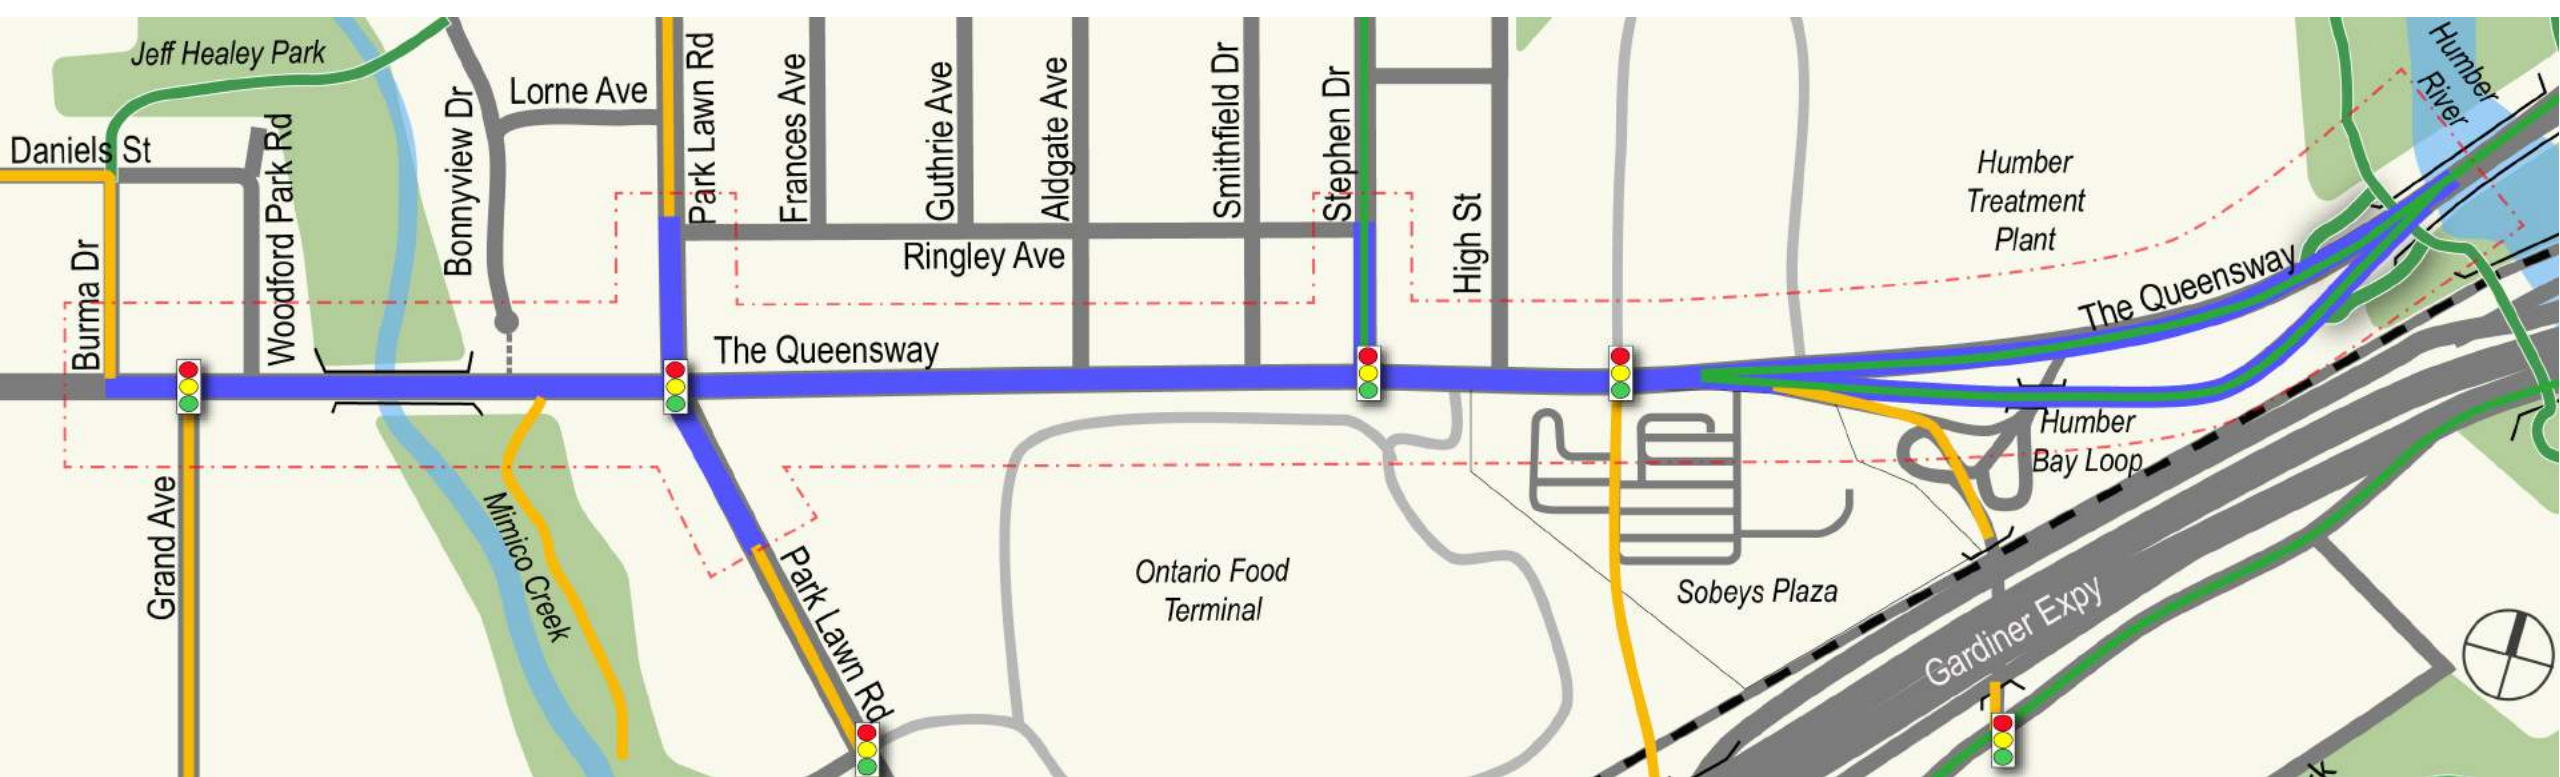 Jeff Healey Park
Daniels St
Burma Dr
Woodford Park Rd
Grand Ave
Bonnyview Dr
Lorne Ave
Mimico Creek
Park Lawn Rd
Frances Ave
Guthrie Ave
Aldgate Ave
Smithfield Dr
Stephen Dr
Ringley Ave
High St
The Queensway
Park Lawn Rd
Ontario Food
Terminal
Sobeys Plaza
Humber
Treatment
Plant
The Queensway
Humber
River
Humber
Bay Loop
Gardiner Expy